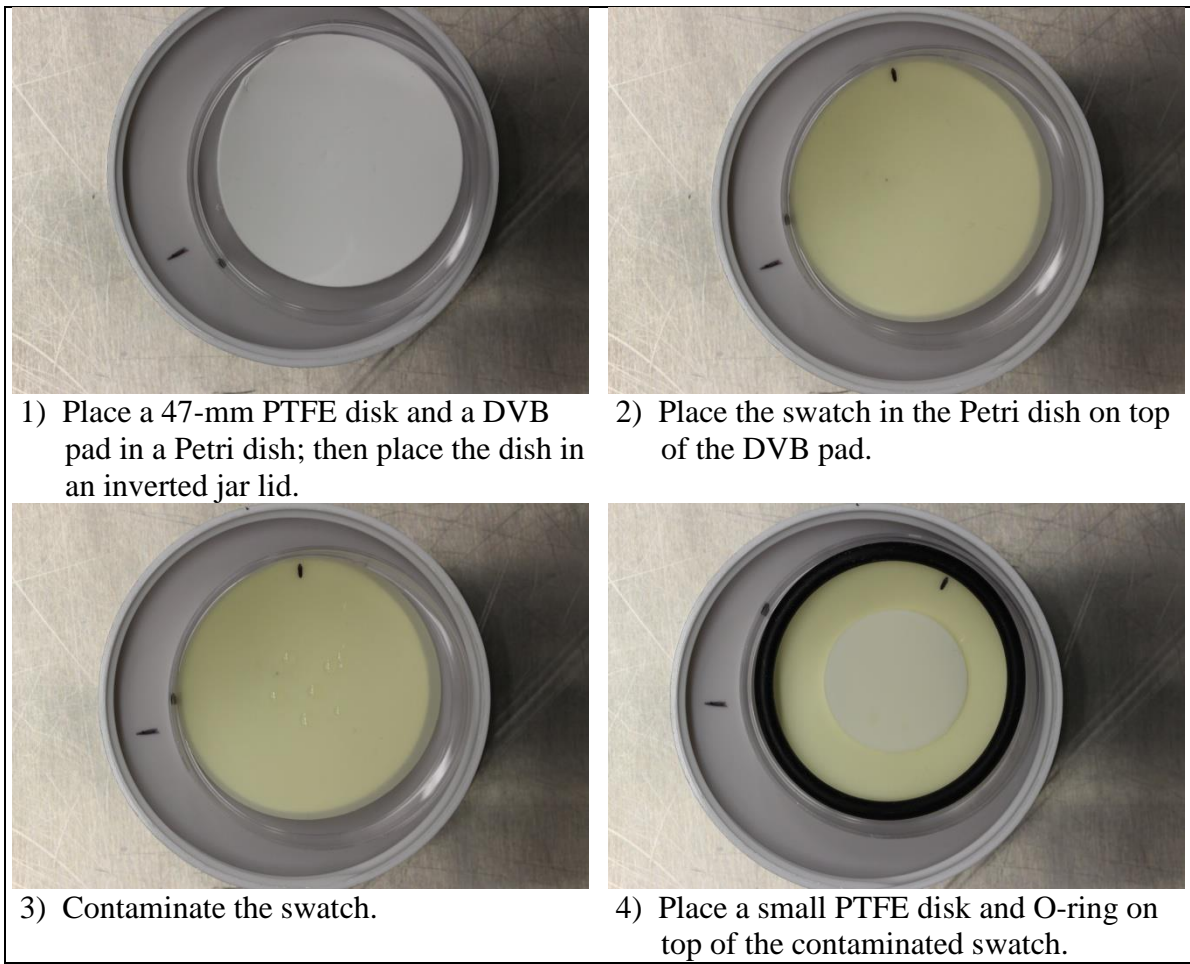 1) Place a 47-mm PTFE disk and a DVB
pad in a Petri dish; then place the dish in
an inverted jar lid.
2) Place the swatch in the Petri dish on top
of the DVB pad.
3) Contaminate the swatch.
4) Place a small PTFE disk and O-ring on
top of the contaminated swatch.